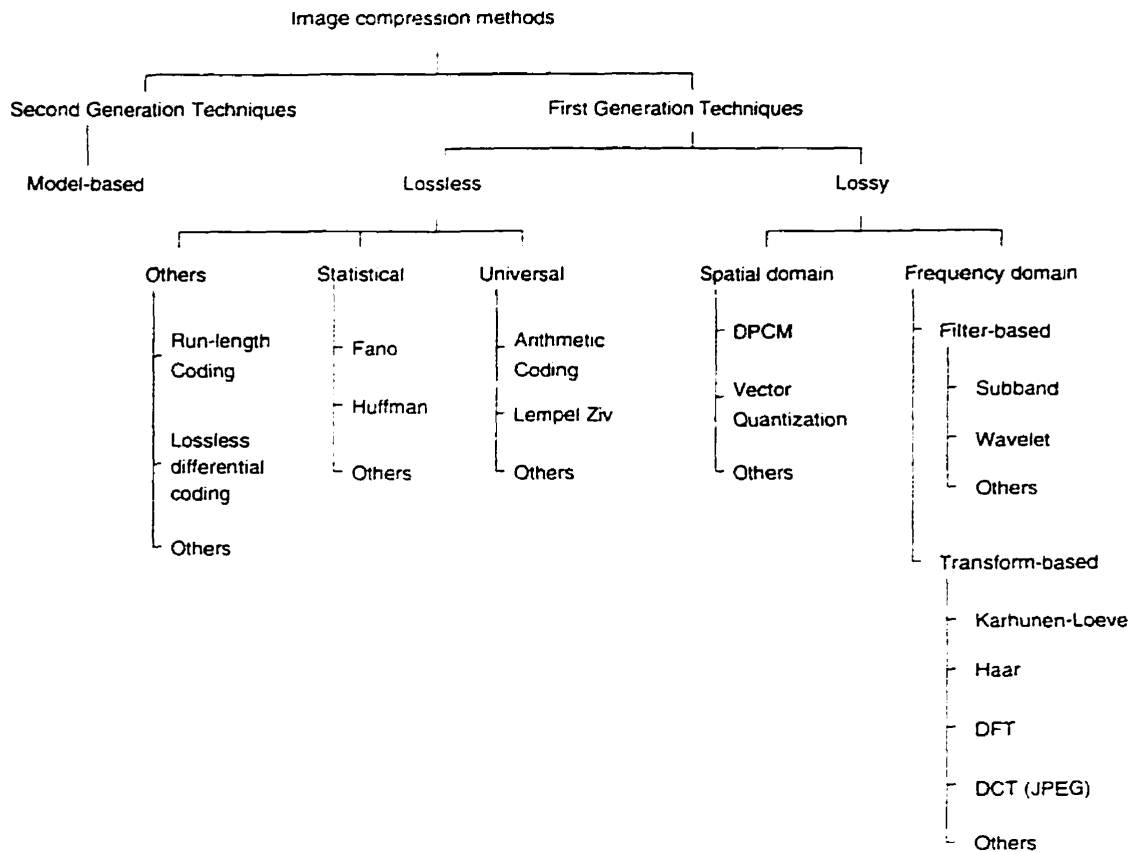 Image compression methods
Second Generation Techniques
First Generation Techniques
Model-based
Lossless
Lossy
Others
Statistical
Universal
Spatial domain
Frequency domain
Run-length
Coding
Lossless
differential
coding
Others
Fano
Huffman
Others
Arithmetic
Coding
Lempel Ziv
Others
DPCM
Vector
Quantization
Others
Filter-based
Subband
Wavelet
Others
Transform-based
Karhunen-Loeve
Haar
DFT
DCT (JPEG)
Others